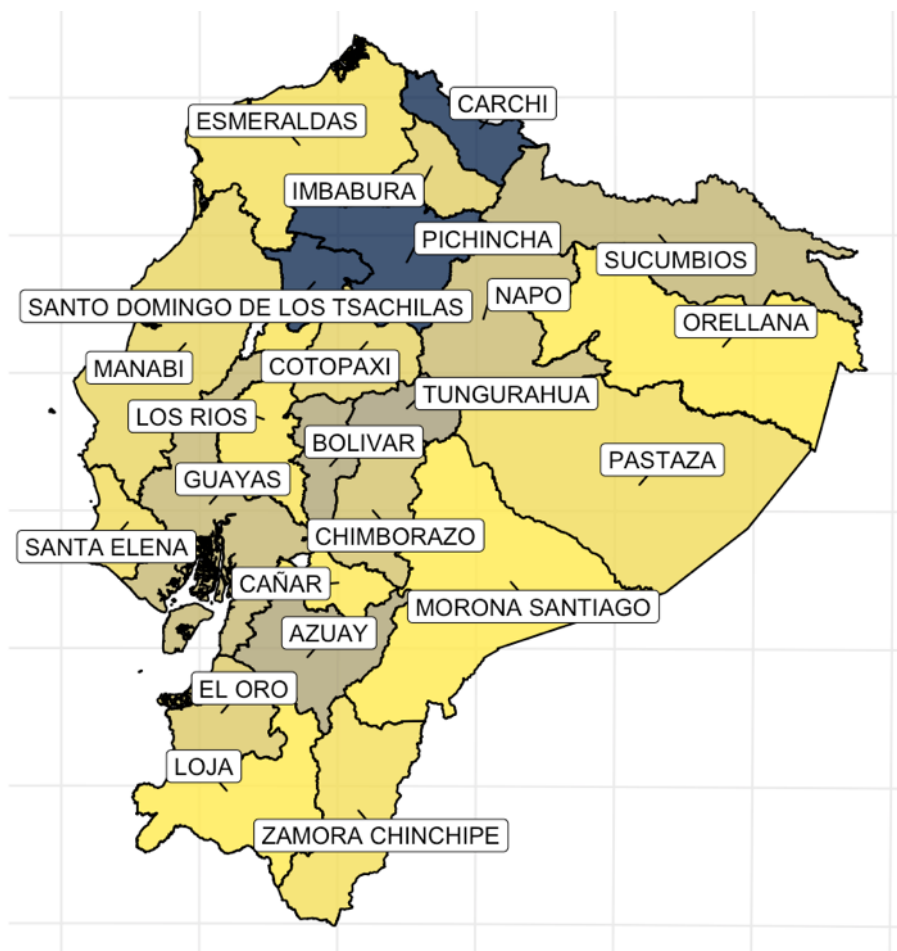 CARCHI
ESMERALDAS
IMBABURA
PICHINCHA
SUCUMBIOS
NAPO
SANTO DOMINGO DE LOS TSACHILAS
ORELLANA
COTOPAXI
MANABI
TUNGURAHUA
LOS RIOS
BOLIVAR
PASTAZA
GUAYAS
CHIMBORAZO
SANTA ELENA
CAÑAR
MORONA SANTIAGO
AZUAY
EL ORO
LOJA
ZAMORA CHINCHIPE